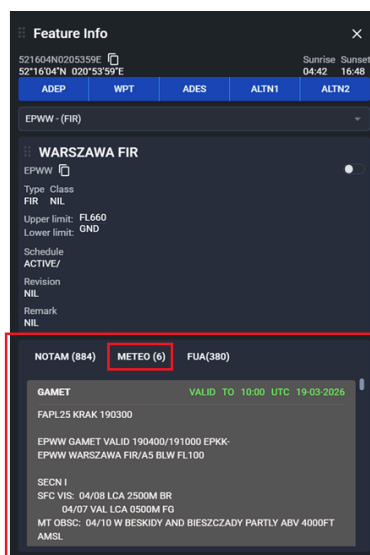 Feature Info
521604N0205359E
52°16'04"N 020°53'59"E
Sunrise Sunset
04:42 16:48
ADEP WPT ADES ALTN1 ALTN2
EPWW - (FIR)
WARSZAWA FIR
EPWW
Type Class
FIR NIL
Upper limit: FL660
Lower limit: GND
Schedule
ACTIVE/
Revision
NIL
Remark
NIL
NOTAM (884) METEO (6) FUA(380)
GAMET VALID TO 10:00 UTC 19-03-2026
FAPL25 KRAK 190300
EPWW GAMET VALID 190400/191000 EPKK-
EPWW WARSZAWA FIR/A5 BLW FL100
SECN I
SFC VIS: 04/08 LCA 2500M BR
04/07 VAL LCA 0500M FG
MT OBSC: 04/10 W BESKIDY AND BIESZCZADY PARTLY ABV 4000FT
AMSL